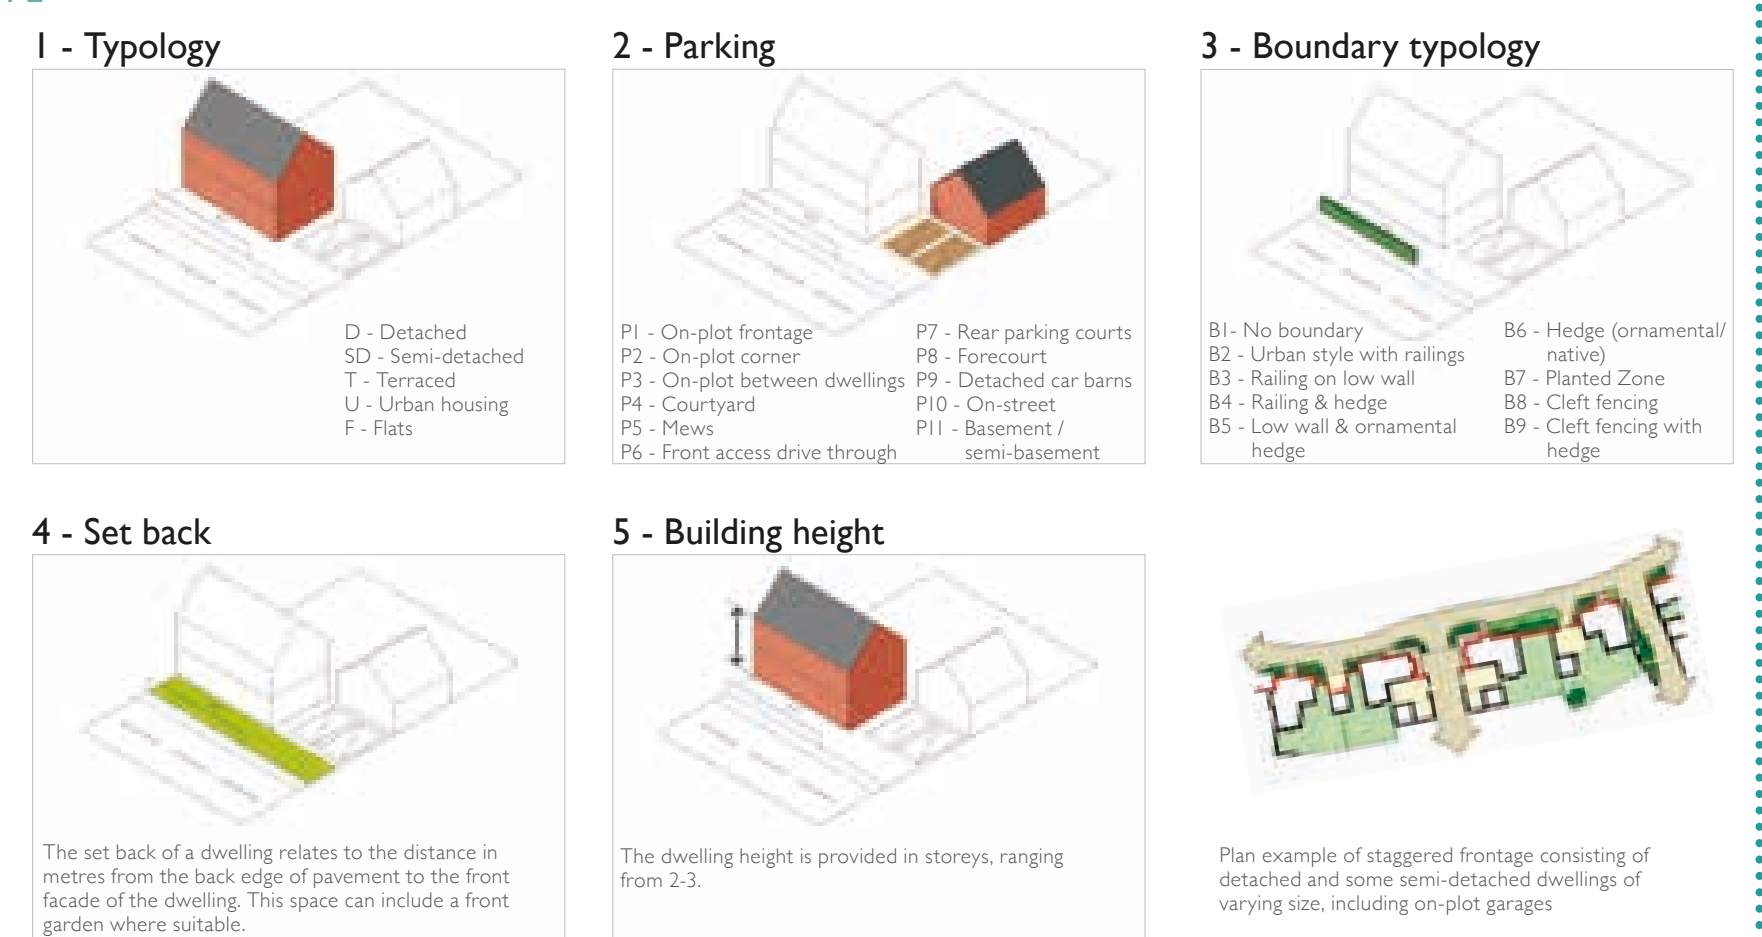 1 - Typology
D - Detached
SD - Semi-detached
T - Terraced
U - Urban housing
F - Flats
2 - Parking
P1 - On-plot frontage
P2 - On-plot corner
P3 - On-plot between dwellings
P4 - Courtyard
P5 - Mews
P6 - Front access drive through
P7 - Rear parking courts
P8 - Forecourt
P9 - Detached car barns
P10 - On-street
P11 - Basement /
semi-basement
3 - Boundary typology
B1- No boundary
B2 - Urban style with railings
B3 - Railing on low wall
B4 - Railing & hedge
B5 - Low wall & ornamental
hedge
B6 - Hedge (ornamental/
native)
B7 - Planted Zone
B8 - Cleft fencing
B9 - Cleft fencing with
hedge
4 - Set back
The set back of a dwelling relates to the distance in
metres from the back edge of pavement to the front
facade of the dwelling. This space can include a front
garden where suitable.
5 - Building height
The dwelling height is provided in storeys, ranging
from 2-3.
Plan example of staggered frontage consisting of
detached and some semi-detached dwellings of
varying size, including on-plot garages